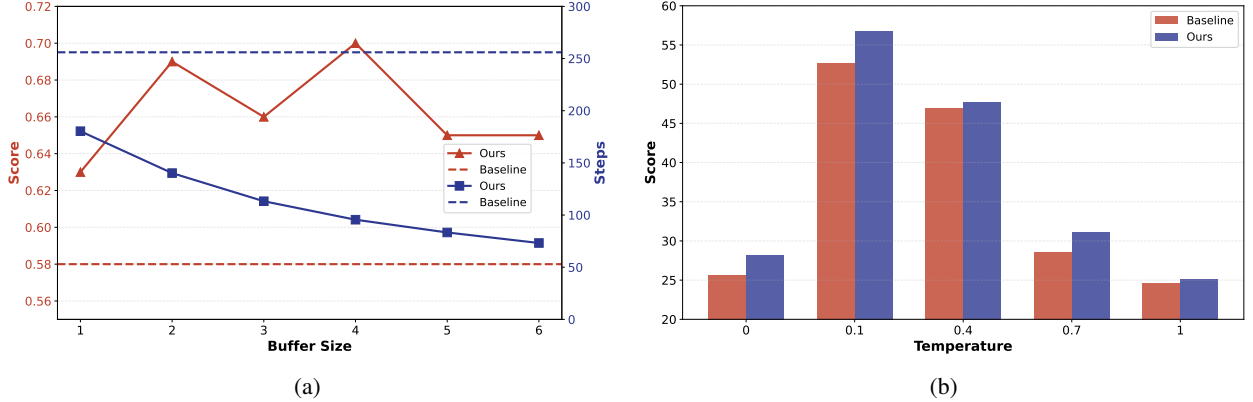 0.72
0.70
0.68
0.66
0.64
0.62
0.60
0.58
0.56
Score
300
250
200
150
100
50
0
Steps
Ours
Baseline
Ours
Baseline
1 2 3 4 5 6
Buffer Size
(a)
60
55
50
45
40
35
30
25
20
Score
Baseline
Ours
0 0.1 0.4 0.7 1
Temperature
(b)